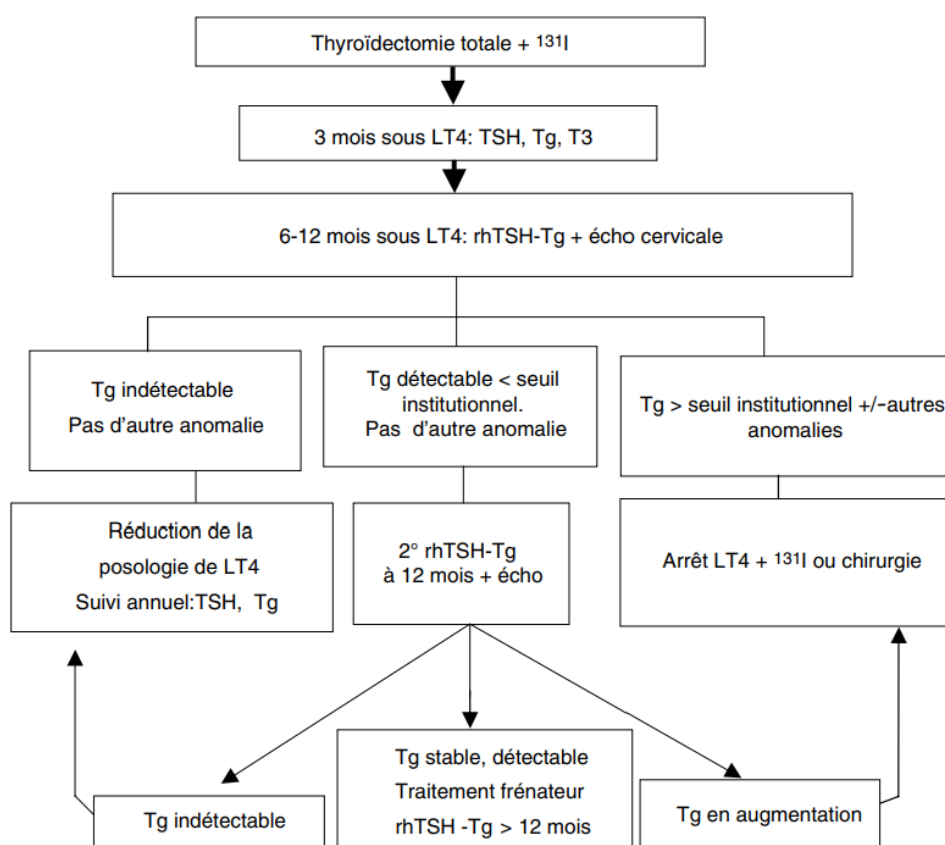 Thyroïdectomie totale + ¹³¹I
3 mois sous LT4: TSH, Tg, T3
6-12 mois sous LT4: rhTSH-Tg + écho cervicale
Tg indétectable
Pas d’autre anomalie
Tg détectable < seuil
institutionnel.
Pas d’autre anomalie
Tg > seuil institutionnel +/−autres
anomalies
Réduction de la
posologie de LT4
Suivi annuel:TSH, Tg
2° rhTSH-Tg
à 12 mois + écho
Arrêt LT4 + ¹³¹I ou chirurgie
Tg indétectable
Tg stable, détectable
Traitement frénateur
rhTSH -Tg > 12 mois
Tg en augmentation